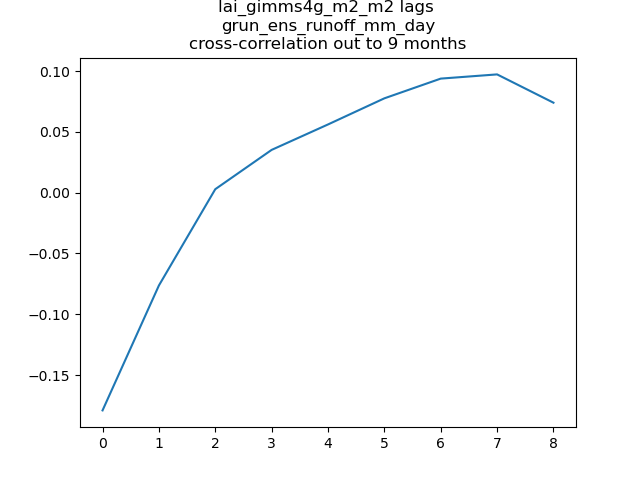 lai_gimms4g_m2_m2 lags
grun_ens_runoff_mm_day
cross-correlation out to 9 months
0.10
0.05
0.00
−0.05
−0.10
−0.15
0 1 2 3 4 5 6 7 8